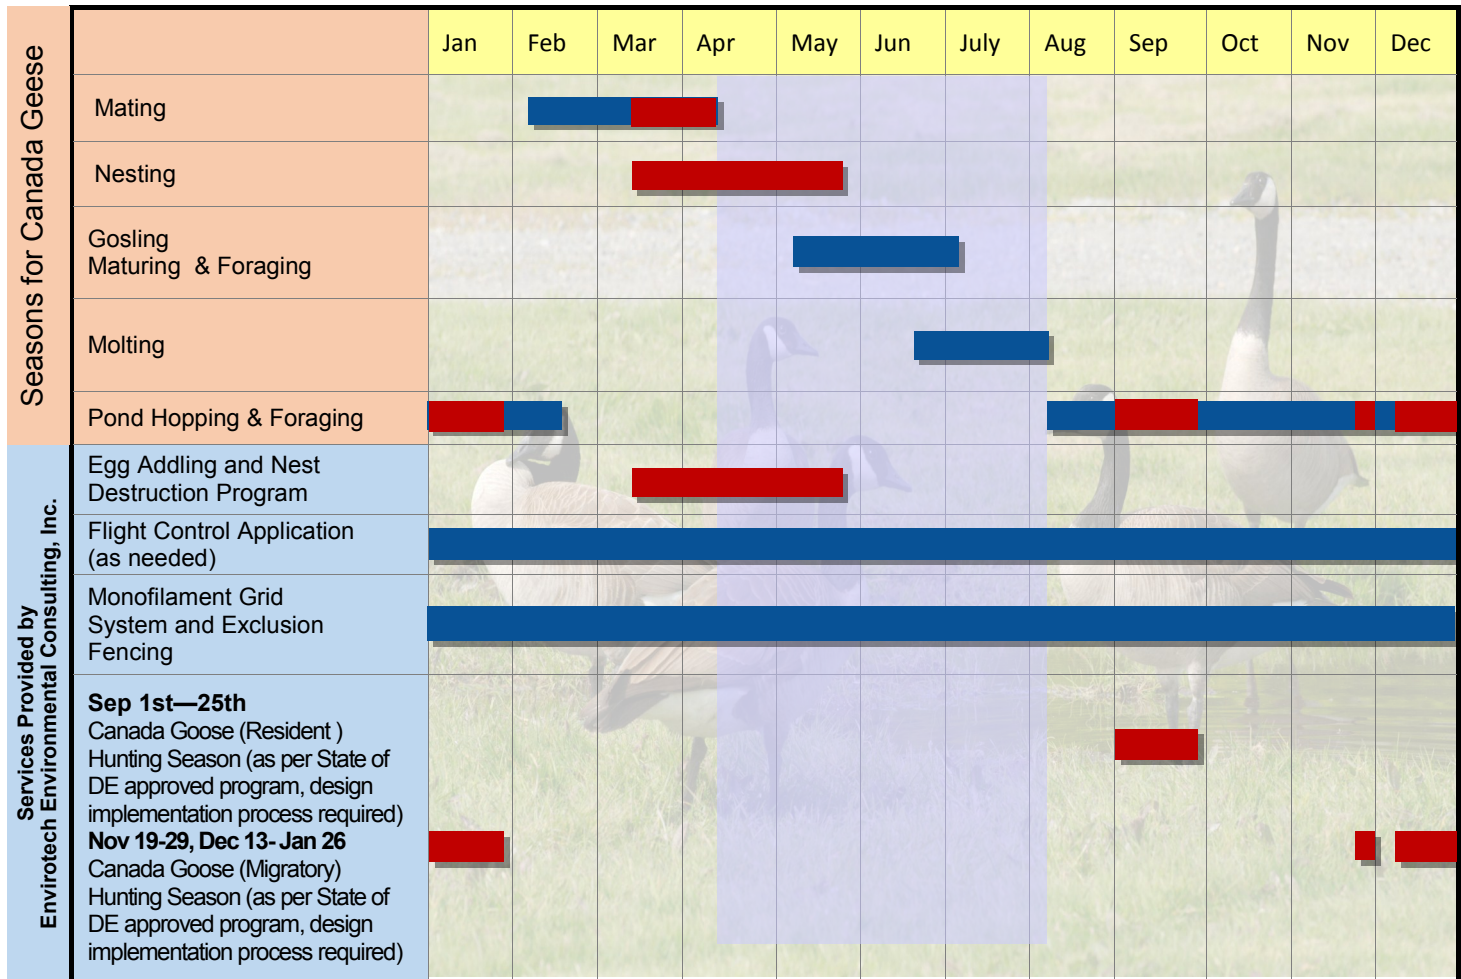 Seasons for Canada Geese
Jan Feb Mar Apr May Jun July Aug Sep Oct Nov Dec
Mating
Nesting
Gosling
Maturing & Foraging
Molting
Pond Hopping & Foraging
Services Provided by
Envirotech Environmental Consulting, Inc.
Egg Addling and Nest
Destruction Program
Flight Control Application
(as needed)
Monofilament Grid
System and Exclusion
Fencing
Sep 1st—25th
Canada Goose (Resident )
Hunting Season (as per State of
DE approved program, design
implementation process required)
Nov 19-29, Dec 13- Jan 26
Canada Goose (Migratory)
Hunting Season (as per State of
DE approved program, design
implementation process required)